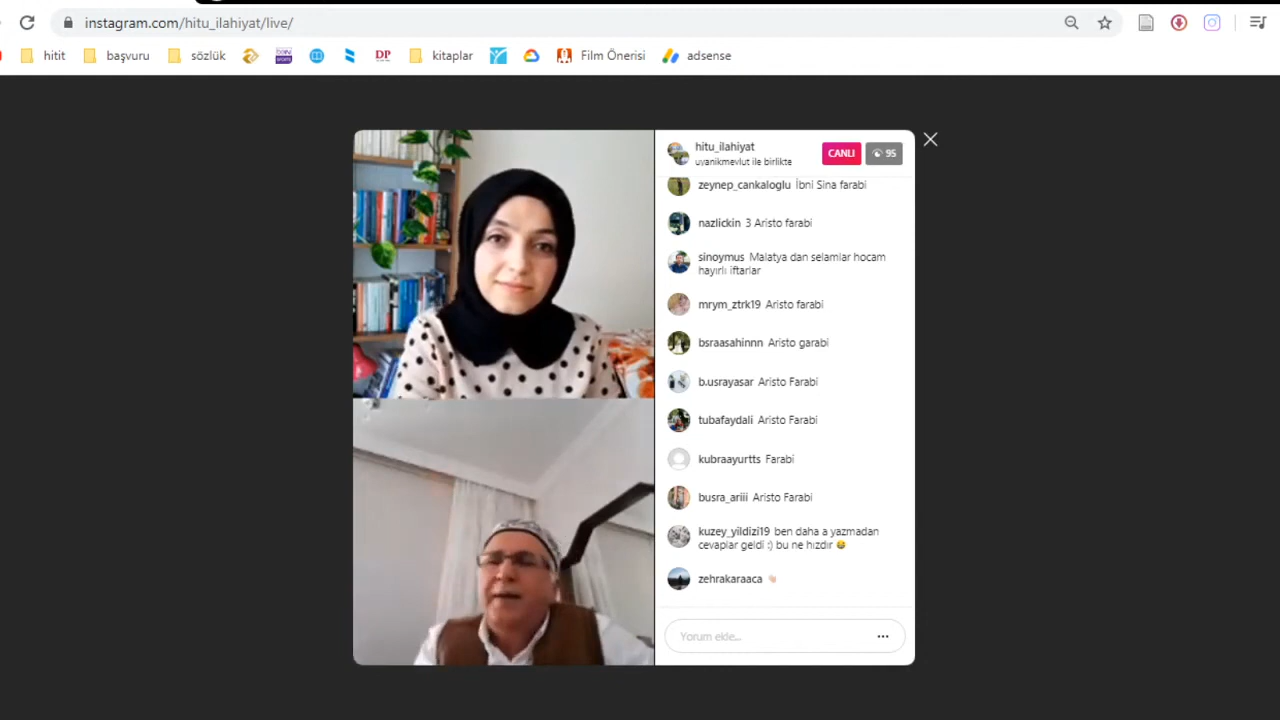 instagram.com/hitu_ilahiyat/live/
hitit başvuru sözlük beIN SPORTS DP kitaplar Film Önerisi adsense
hitu_ilahiyat
uyanikmevlut ile birlikte
CANLI 95
zeynep_cankaloglu İbni Sina farabi
nazlickin 3 Aristo farabi
sinoymus Malatya dan selamlar hocam
hayırlı iftarlar
mrym_ztrk19 Aristo farabi
bsraasahinnn Aristo garabi
b.usrayasar Aristo Farabi
tubafaydali Aristo Farabi
kubraayurtts Farabi
busra_ariii Aristo Farabi
kuzey_yildizi19 ben daha a yazmadan
cevaplar geldi :) bu ne hızdır 😂
zehrakaraaca 👏🏻
Yorum ekle...